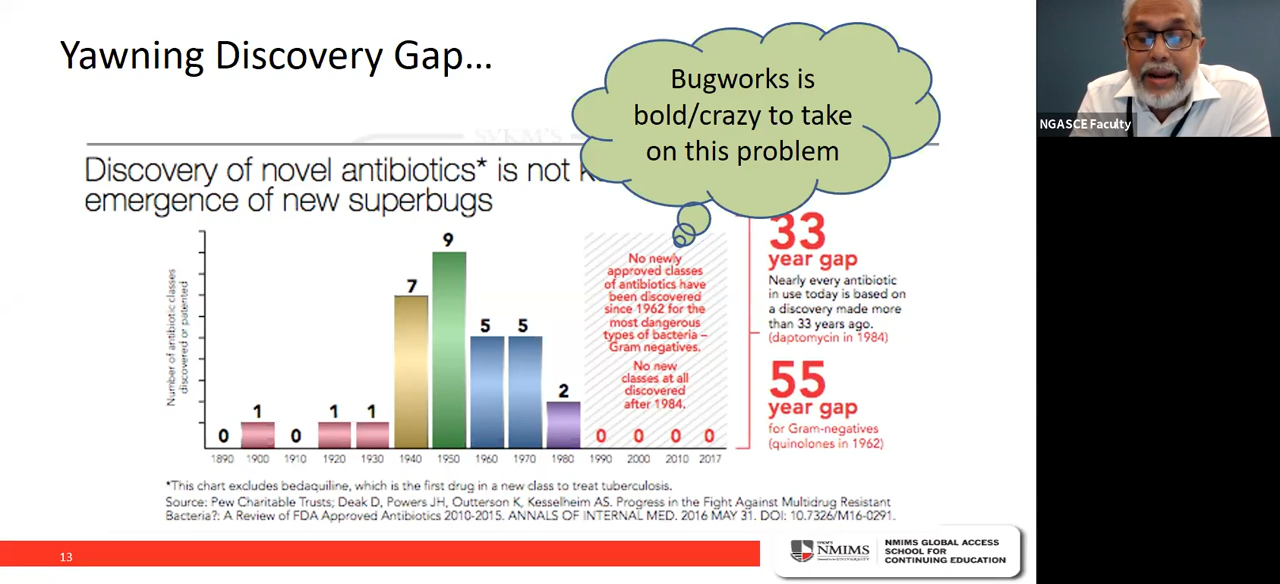 Yawning Discovery Gap...
Bugworks is
bold/crazy to take
on this problem
NGASCE Faculty
SVKM'S
Discovery of novel antibiotics* is not
emergence of new superbugs
Number of antibiotic classes
discovered or patented
0
1
0
1
1
7
9
5
5
2
0
0
0
0
1890
1900
1910
1920
1930
1940
1950
1960
1970
1980
1990
2000
2010
2017
No newly
approved classes
of antibiotics have
been discovered
since 1962 for the
most dangerous
types of bacteria –
Gram negatives.
No new
classes at all
discovered
after 1984.
33
year gap
Nearly every antibiotic
in use today is based on
a discovery made more
than 33 years ago.
(daptomycin in 1984)
55
year gap
for Gram-negatives
(quinolones in 1962)
*This chart excludes bedaquiline, which is the first drug in a new class to treat tuberculosis.
Source: Pew Charitable Trusts; Deak D, Powers JH, Outterson K, Kesselheim AS. Progress in the Fight Against Multidrug Resistant
Bacteria?: A Review of FDA Approved Antibiotics 2010-2015. ANNALS OF INTERNAL MED. 2016 MAY 31. DOI: 10.7326/M16-0291.
13
NMIMS
NMIMS GLOBAL ACCESS
SCHOOL FOR
CONTINUING EDUCATION